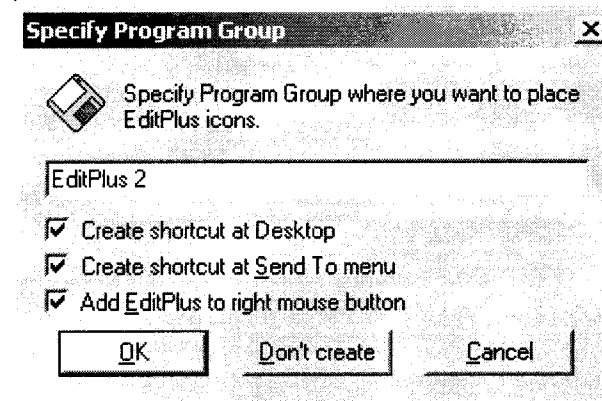 Specify Program Group
Specify Program Group where you want to place
EditPlus icons.
EditPlus 2
Create shortcut at Desktop
Create shortcut at Send To menu
Add EditPlus to right mouse button
OK Don't create Cancel